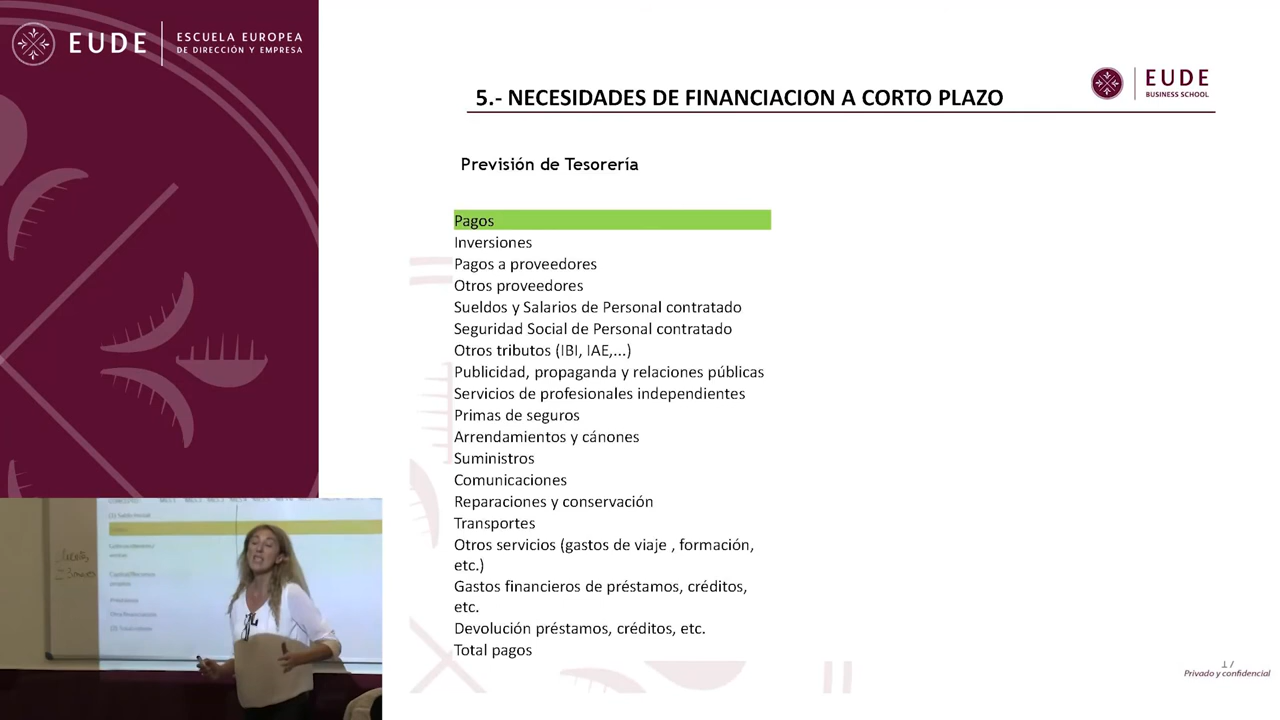 EUDE
ESCUELA EUROPEA
DE DIRECCIÓN Y EMPRESA
EUDE
BUSINESS SCHOOL
5.- NECESIDADES DE FINANCIACION A CORTO PLAZO
Previsión de Tesorería
Pagos
Inversiones
Pagos a proveedores
Otros proveedores
Sueldos y Salarios de Personal contratado
Seguridad Social de Personal contratado
Otros tributos (IBI, IAE,...)
Publicidad, propaganda y relaciones públicas
Servicios de profesionales independientes
Primas de seguros
Arrendamientos y cánones
Suministros
Comunicaciones
Reparaciones y conservación
Transportes
Otros servicios (gastos de viaje , formación,
etc.)
Gastos financieros de préstamos, créditos,
etc.
Devolución préstamos, créditos, etc.
Total pagos
Privado y confidencial